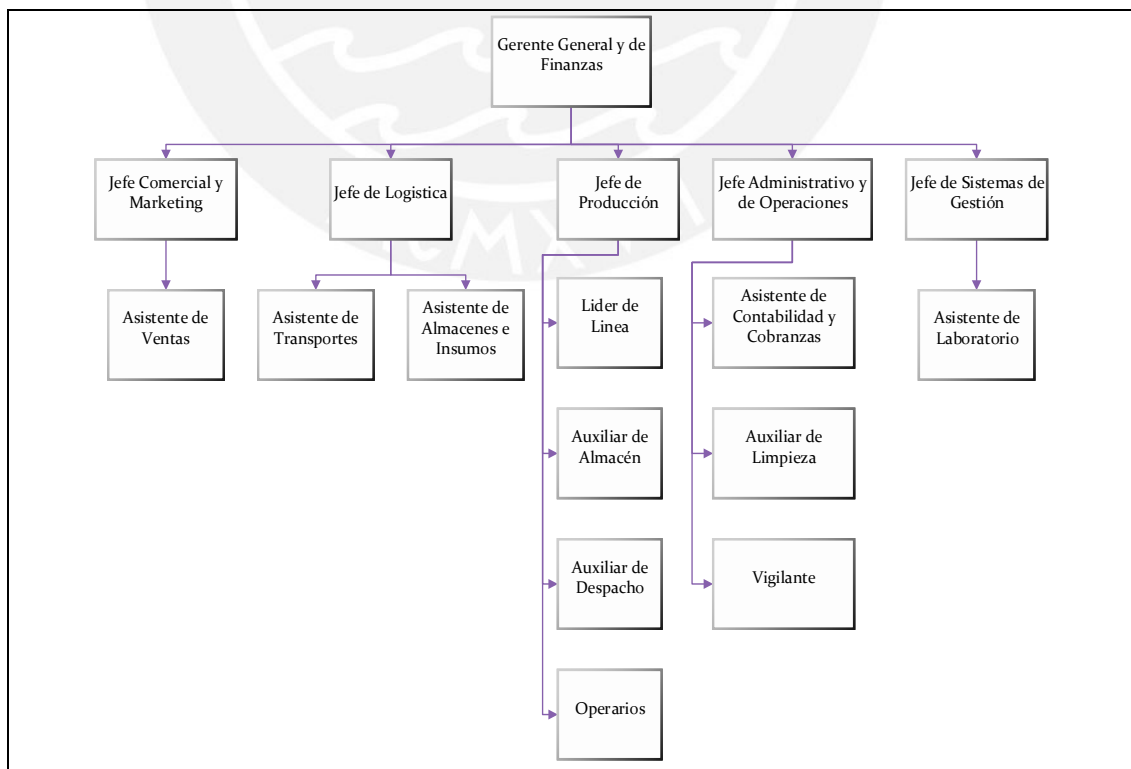 Gerente General y de
Finanzas
Jefe Comercial y
Marketing
Jefe de Logistica
Jefe de
Producción
Jefe Administrativo y
de Operaciones
Jefe de Sistemas de
Gestión
Asistente de
Ventas
Asistente de
Transportes
Asistente de
Almacenes e
Insumos
Lider de
Linea
Asistente de
Contabilidad y
Cobranzas
Asistente de
Laboratorio
Auxiliar de
Almacén
Auxiliar de
Limpieza
Auxiliar de
Despacho
Vigilante
Operarios